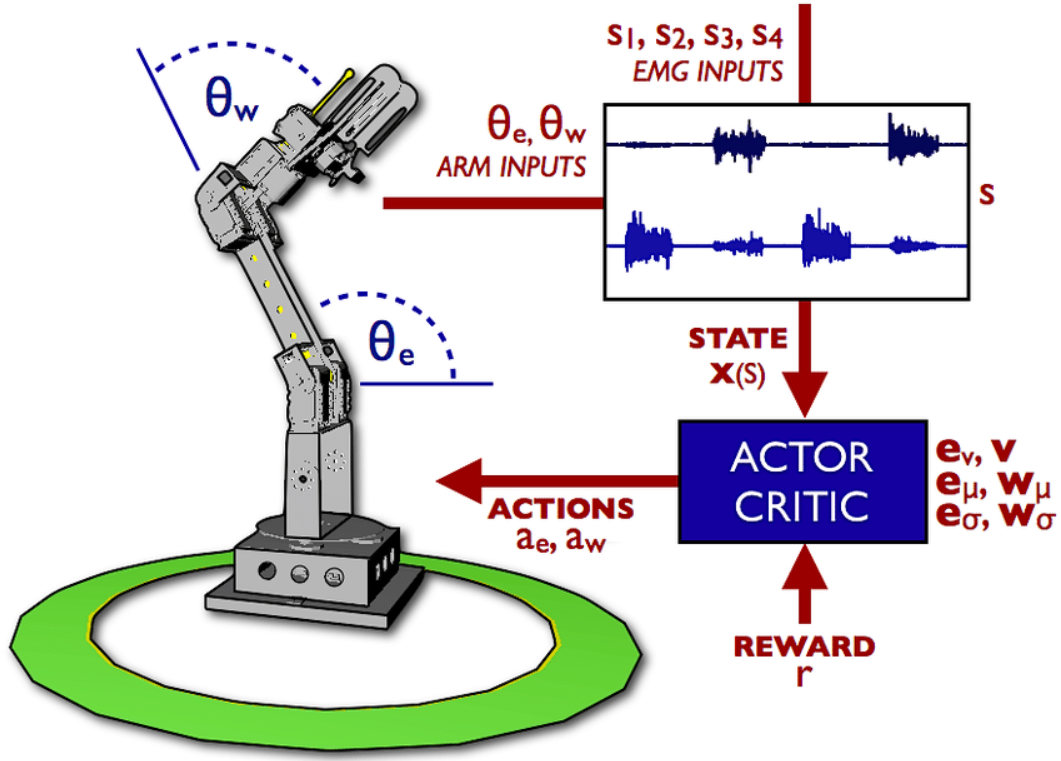 θw
θe
s1, s2, s3, s4
EMG INPUTS
θe, θw
ARM INPUTS
s
STATE
x(s)
ACTOR
CRITIC
ev, v
eμ, wμ
eσ, wσ
ACTIONS
ae, aw
REWARD
r